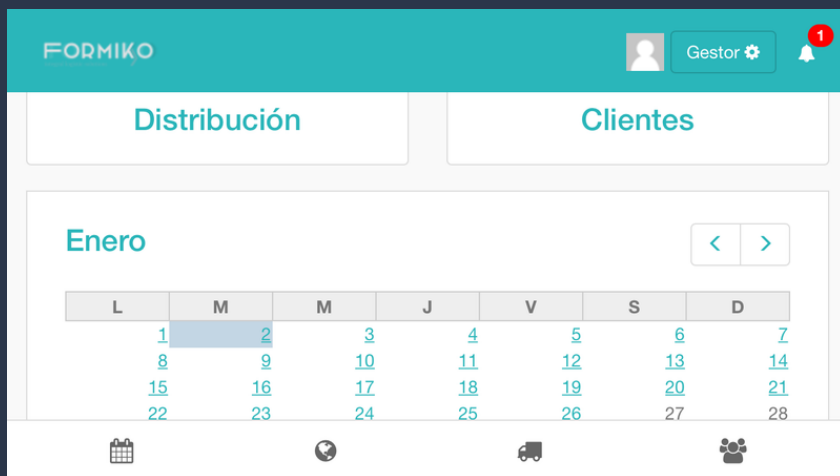 FORMIKO
Gestor
1
Distribución
Clientes
Enero
L M M J V S D
1 2 3 4 5 6 7
8 9 10 11 12 13 14
15 16 17 18 19 20 21
22 23 24 25 26 27 28